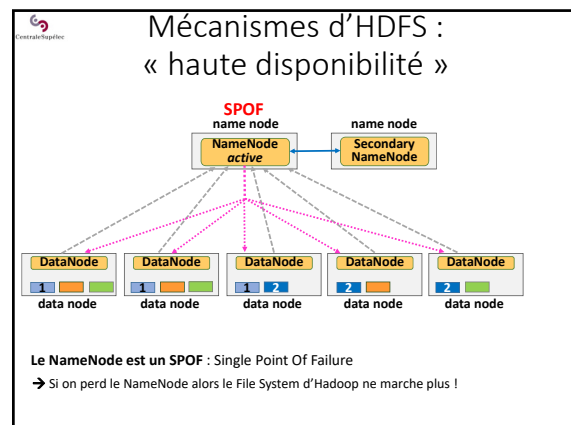 CentraleSupélec
Mécanismes d'HDFS :
« haute disponibilité »
SPOF
name node
name node
NameNode
active
Secondary
NameNode
DataNode
DataNode
DataNode
DataNode
DataNode
1
1
1 2
2
2
data node
data node
data node
data node
data node
Le NameNode est un SPOF : Single Point Of Failure
➔ Si on perd le NameNode alors le File System d'Hadoop ne marche plus !